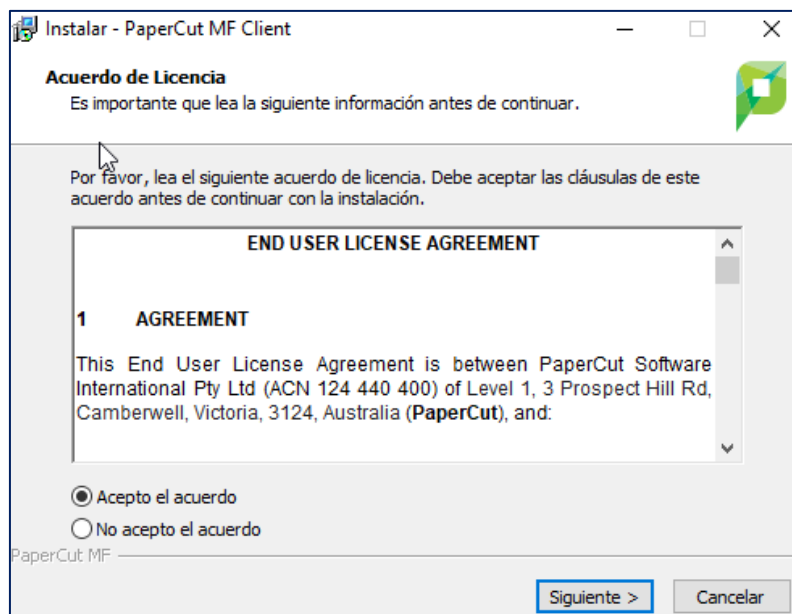 Instalar - PaperCut MF Client
Acuerdo de Licencia
Es importante que lea la siguiente información antes de continuar.
Por favor, lea el siguiente acuerdo de licencia. Debe aceptar las cláusulas de este
acuerdo antes de continuar con la instalación.
END USER LICENSE AGREEMENT
1 AGREEMENT
This End User License Agreement is between PaperCut Software
International Pty Ltd (ACN 124 440 400) of Level 1, 3 Prospect Hill Rd,
Camberwell, Victoria, 3124, Australia (PaperCut), and:
Acepto el acuerdo
No acepto el acuerdo
PaperCut MF
Siguiente > Cancelar